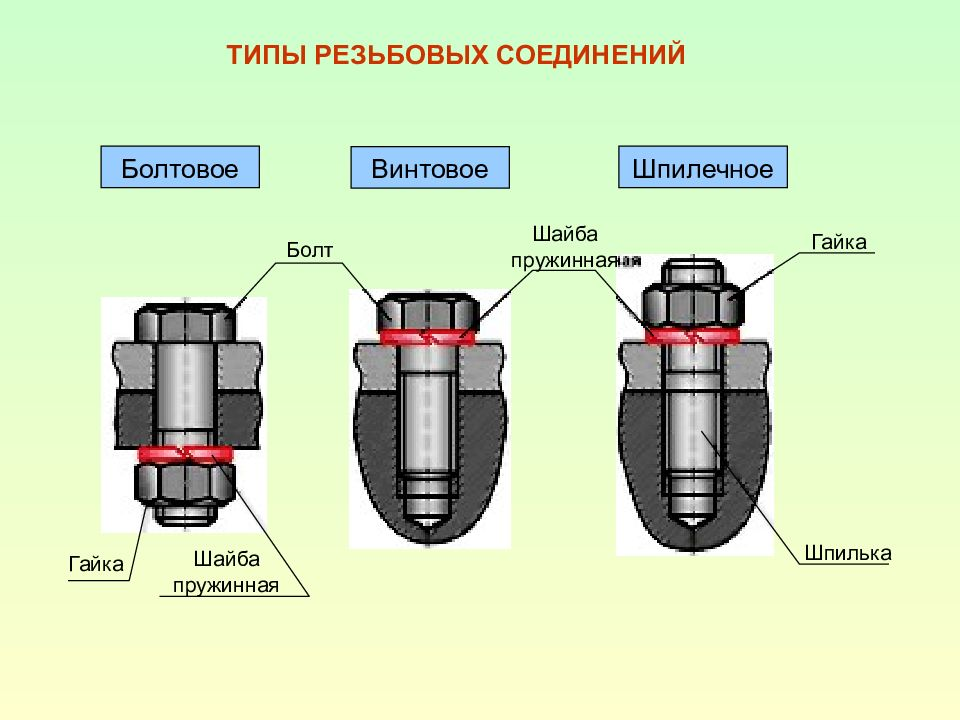 ТИПЫ РЕЗЬБОВЫХ СОЕДИНЕНИЙ
Болтовое
Винтовое
Шпилечное
Болт
Шайба
пружинная
Гайка
Гайка
Шайба
пружинная
Шпилька